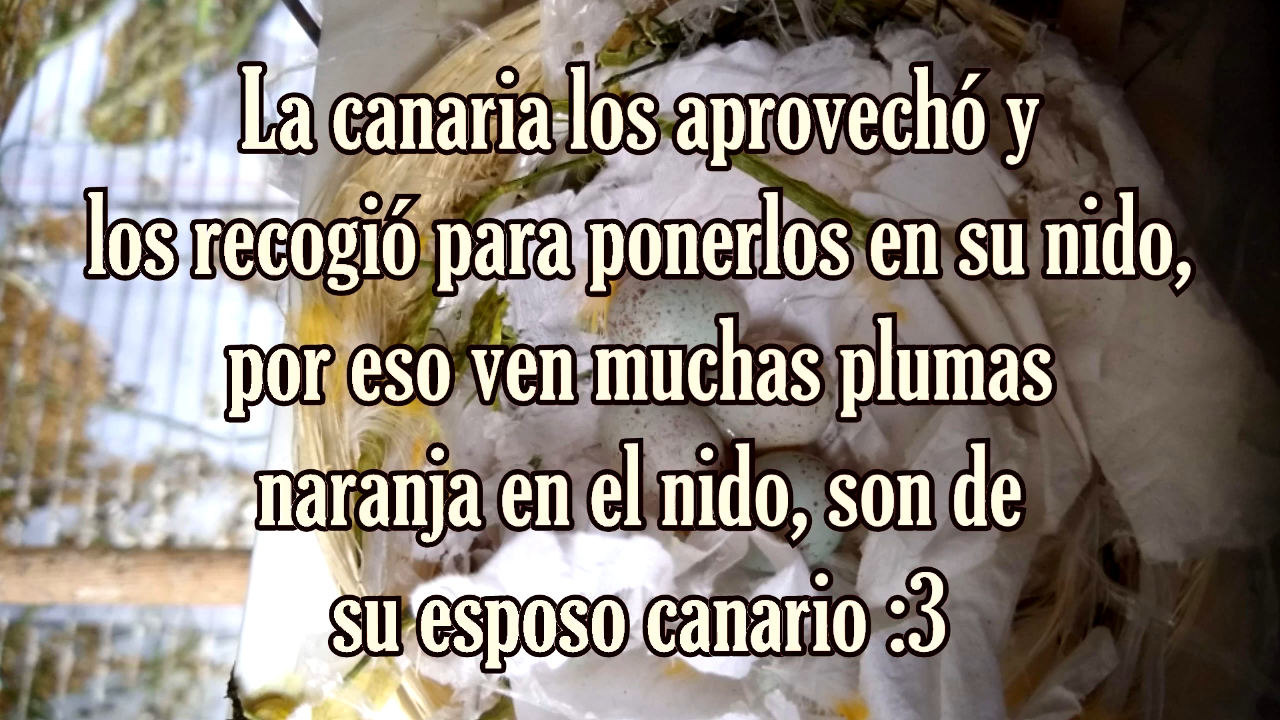 La canaria los aprovechó y
los recogió para ponerlos en su nido,
por eso ven muchas plumas
naranja en el nido, son de
su esposo canario :3